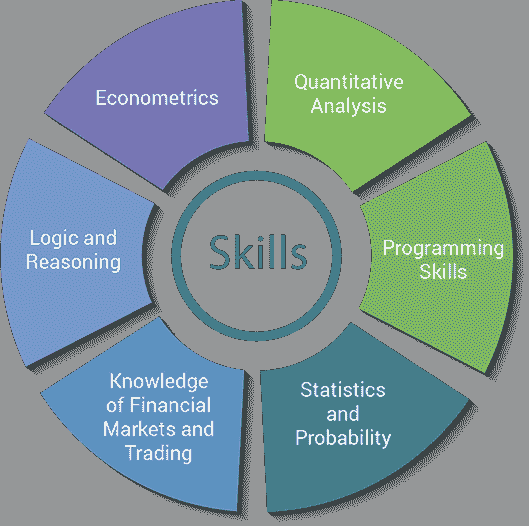 Quantitative
Analysis
Programming
Skills
Statistics
and
Probability
Knowledge
of Financial
Markets and
Trading
Logic and
Reasoning
Econometrics
Skills